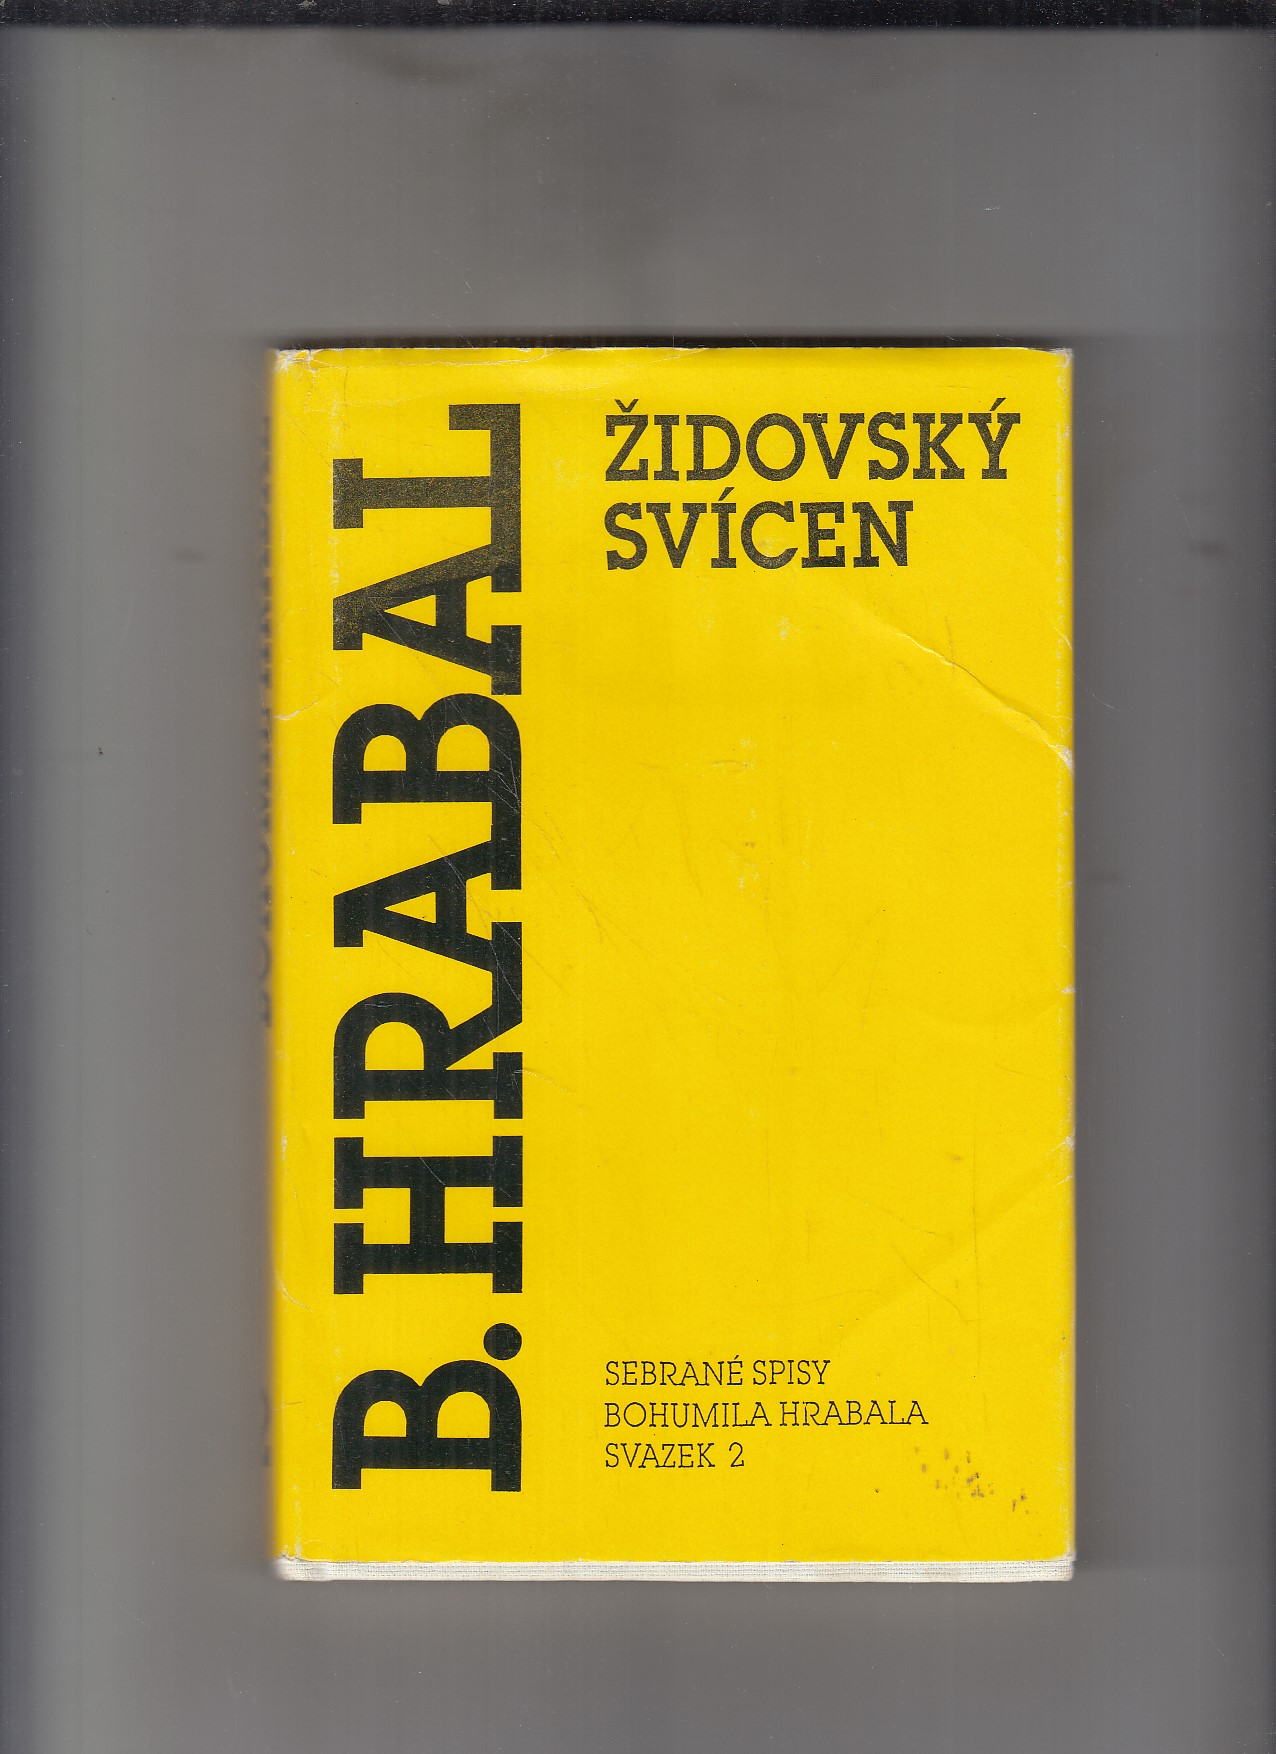 B. HRABAL
ŽIDOVSKÝ
SVÍCEN
SEBRANÉ SPISY
BOHUMILA HRABALA
SVAZEK 2